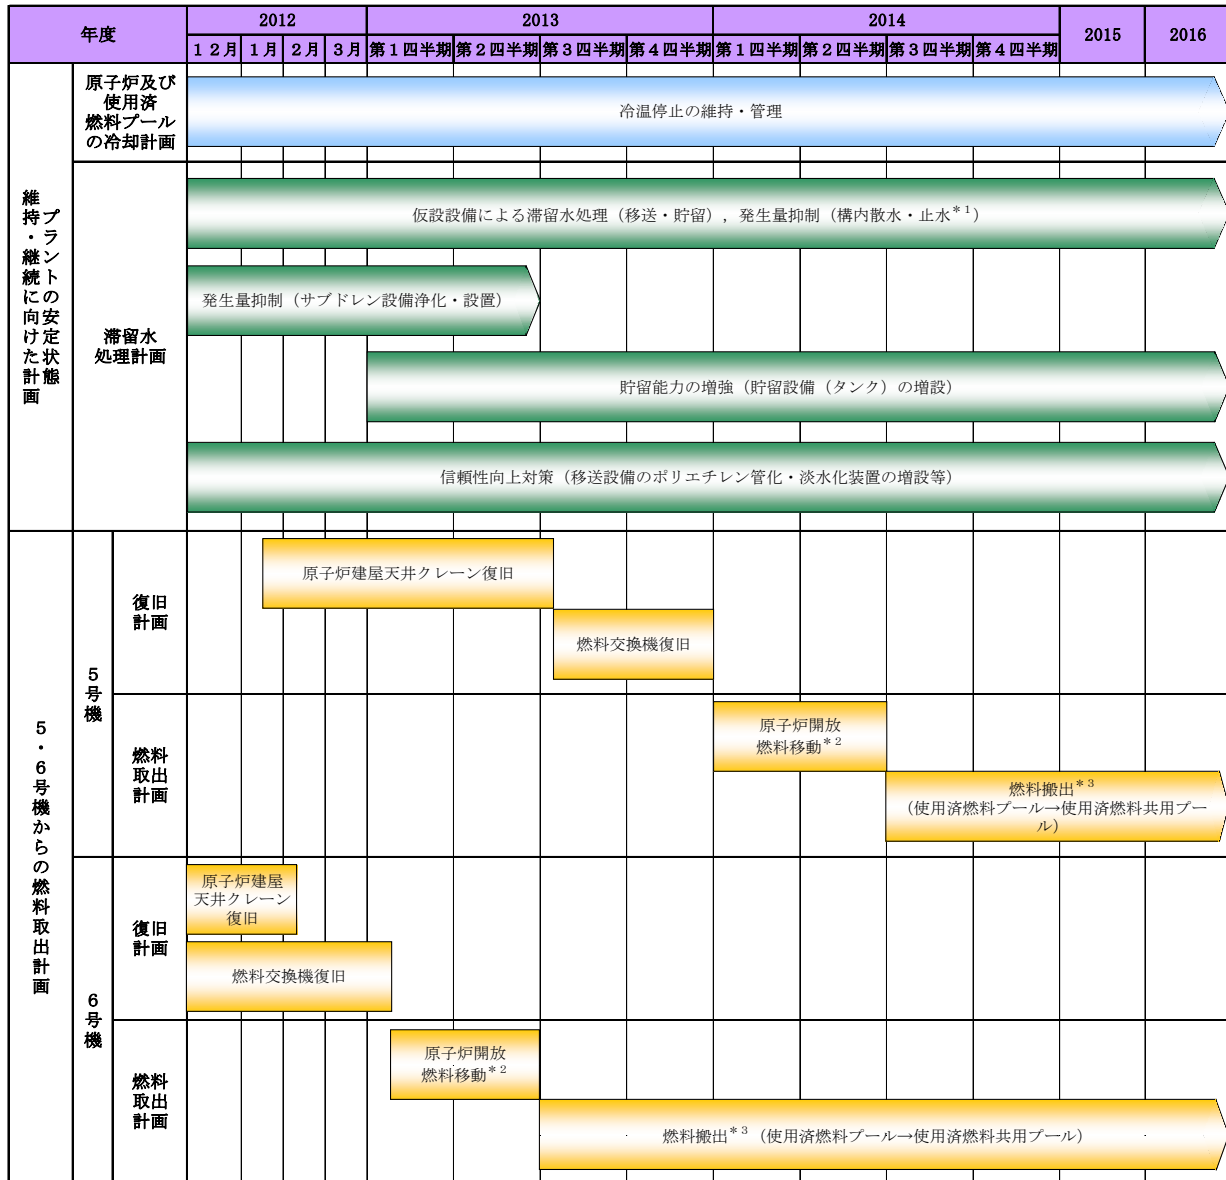 年度
2012
2013
2014
2015
2016
１２月
１月
２月
３月
第１四半期
第２四半期
第３四半期
第４四半期
第１四半期
第２四半期
第３四半期
第４四半期
プラントの安定状態
維持・継続に向けた計画
原子炉及び
使用済
燃料プール
の冷却計画
冷温停止の維持・管理
滞留水
処理計画
仮設設備による滞留水処理（移送・貯留），発生量抑制（構内散水・止水＊１）
発生量抑制（サブドレン設備浄化・設置）
貯留能力の増強（貯留設備（タンク）の増設）
信頼性向上対策（移送設備のポリエチレン管化・淡水化装置の増設等）
５・６号機からの燃料取出計画
５号機
復旧
計画
原子炉建屋天井クレーン復旧
燃料交換機復旧
燃料
取出
計画
原子炉開放
燃料移動＊２
燃料搬出＊３
（使用済燃料プール→使用済燃料共用プー
ル）
６号機
復旧
計画
原子炉建屋
天井クレーン
復旧
燃料交換機復旧
燃料
取出
計画
原子炉開放
燃料移動＊２
燃料搬出＊３（使用済燃料プール→使用済燃料共用プール）